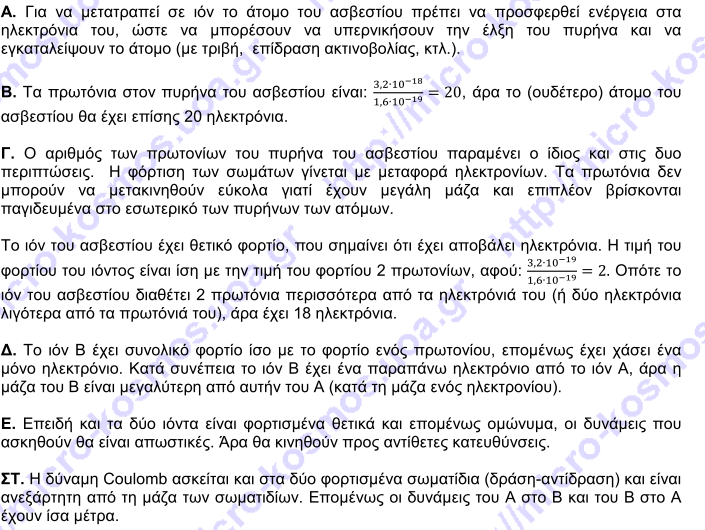 Α. Για να μετατραπεί σε ιόν το άτομο του ασβεστίου πρέπει να προσφερθεί ενέργεια στα
ηλεκτρόνια του, ώστε να μπορέσουν να υπερνικήσουν την έλξη του πυρήνα και να
εγκαταλείψουν το άτομο (με τριβή, επίδραση ακτινοβολίας, κτλ.).
Β. Τα πρωτόνια στον πυρήνα του ασβεστίου είναι: 3,2·10⁻¹⁸/1,6·10⁻¹⁹ = 20, άρα το (ουδέτερο) άτομο του
ασβεστίου θα έχει επίσης 20 ηλεκτρόνια.
Γ. Ο αριθμός των πρωτονίων του πυρήνα του ασβεστίου παραμένει ο ίδιος και στις δυο
περιπτώσεις. Η φόρτιση των σωμάτων γίνεται με μεταφορά ηλεκτρονίων. Τα πρωτόνια δεν
μπορούν να μετακινηθούν εύκολα γιατί έχουν μεγάλη μάζα και επιπλέον βρίσκονται
παγιδευμένα στο εσωτερικό των πυρήνων των ατόμων.
Το ιόν του ασβεστίου έχει θετικό φορτίο, που σημαίνει ότι έχει αποβάλει ηλεκτρόνια. Η τιμή του
φορτίου του ιόντος είναι ίση με την τιμή του φορτίου 2 πρωτονίων, αφού: 3,2·10⁻¹⁹/1,6·10⁻¹⁹ = 2. Οπότε το
ιόν του ασβεστίου διαθέτει 2 πρωτόνια περισσότερα από τα ηλεκτρόνιά του (ή δύο ηλεκτρόνια
λιγότερα από τα πρωτόνιά του), άρα έχει 18 ηλεκτρόνια.
Δ. Το ιόν Β έχει συνολικό φορτίο ίσο με το φορτίο ενός πρωτονίου, επομένως έχει χάσει ένα
μόνο ηλεκτρόνιο. Κατά συνέπεια το ιόν Β έχει ένα παραπάνω ηλεκτρόνιο από το ιόν Α, άρα η
μάζα του Β είναι μεγαλύτερη από αυτήν του Α (κατά τη μάζα ενός ηλεκτρονίου).
Ε. Επειδή και τα δύο ιόντα είναι φορτισμένα θετικά και επομένως ομώνυμα, οι δυνάμεις που
ασκηθούν θα είναι απωστικές. Άρα θα κινηθούν προς αντίθετες κατευθύνσεις.
ΣΤ. Η δύναμη Coulomb ασκείται και στα δύο φορτισμένα σωματίδια (δράση-αντίδραση) και είναι
ανεξάρτητη από τη μάζα των σωματιδίων. Επομένως οι δυνάμεις του Α στο Β και του Β στο Α
έχουν ίσα μέτρα.
http://micro-kosmos.uoa.gr